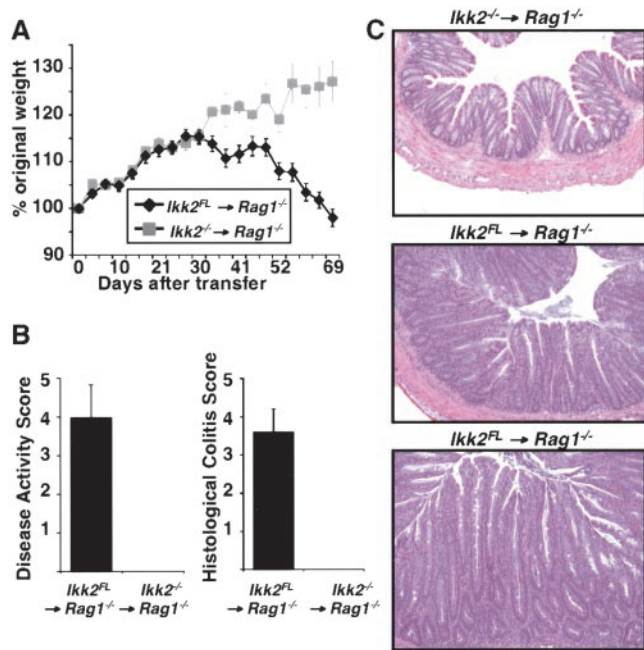 A
% original weight
130
120
110
100
90
Ikk2FL → Rag1-/-
Ikk2-/- → Rag1-/-
0
10
21
30
41
52
69
Days after transfer
B
Disease Activity Score
5
4
3
2
1
Ikk2FL → Rag1-/-
Ikk2-/- → Rag1-/-
Histological Colitis Score
5
4
3
2
1
Ikk2FL → Rag1-/-
Ikk2-/- → Rag1-/-
C
Ikk2-/- → Rag1-/-
Ikk2FL → Rag1-/-
Ikk2FL → Rag1-/-